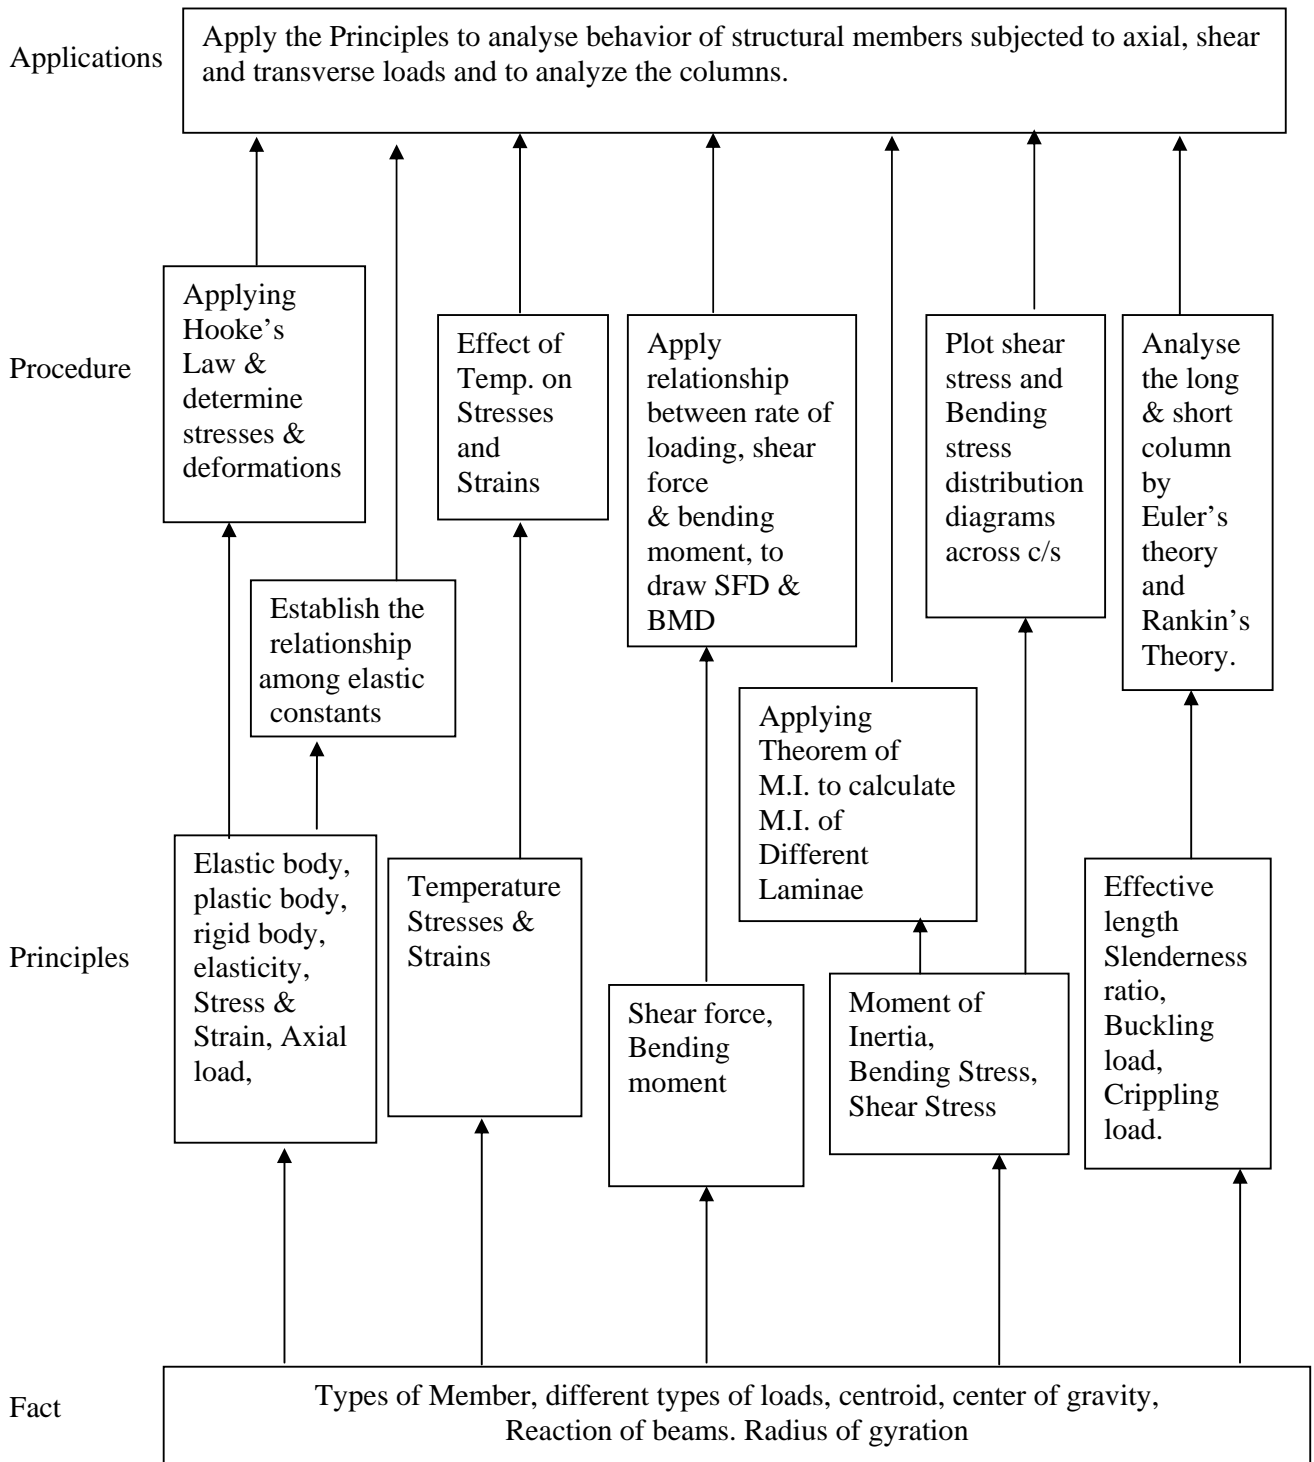 Applications
Apply the Principles to analyse behavior of structural members subjected to axial, shear
and transverse loads and to analyze the columns.
Procedure
Applying
Hooke’s
Law &
determine
stresses &
deformations
Establish the
relationship
among elastic
constants
Effect of
Temp. on
Stresses
and
Strains
Apply
relationship
between rate of
loading, shear
force
& bending
moment, to
draw SFD &
BMD
Applying
Theorem of
M.I. to calculate
M.I. of
Different
Laminae
Plot shear
stress and
Bending
stress
distribution
diagrams
across c/s
Analyse
the long
& short
column
by
Euler’s
theory
and
Rankin’s
Theory.
Principles
Elastic body,
plastic body,
rigid body,
elasticity,
Stress &
Strain, Axial
load,
Temperature
Stresses &
Strains
Shear force,
Bending
moment
Moment of
Inertia,
Bending Stress,
Shear Stress
Effective
length
Slenderness
ratio,
Buckling
load,
Crippling
load.
Fact
Types of Member, different types of loads, centroid, center of gravity,
Reaction of beams. Radius of gyration